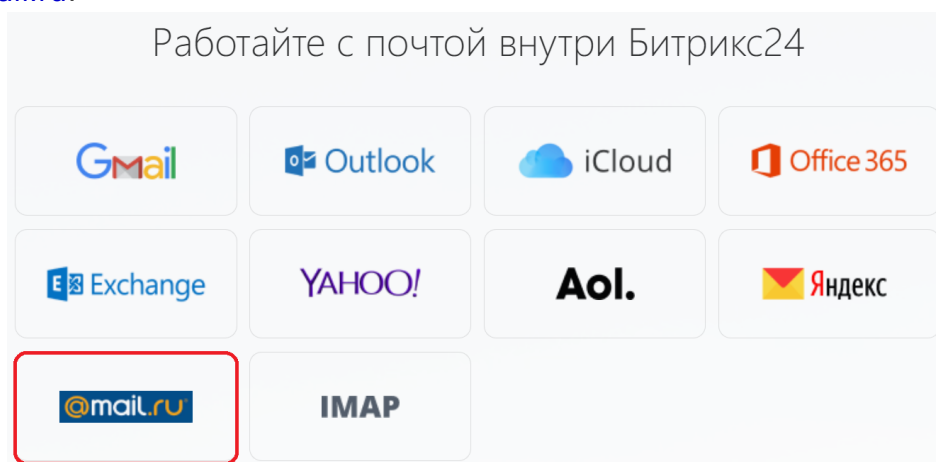 Работайте с почтой внутри Битрикс24
Gmail Outlook iCloud Office 365
Exchange YAHOO! Aol. Яндекс
@mail.ru IMAP